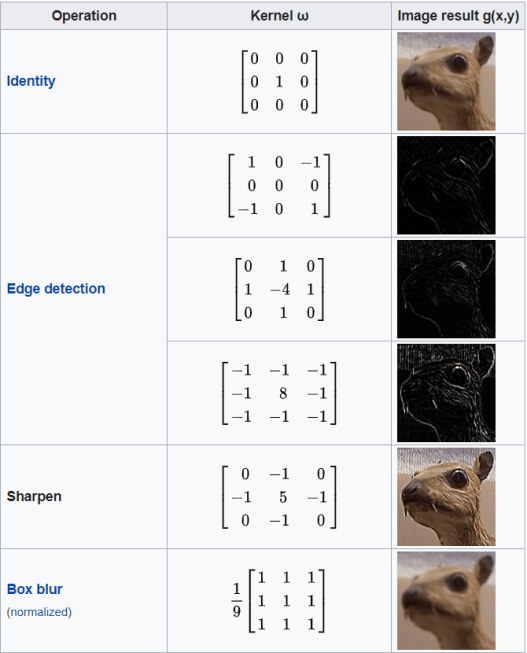 Operation Kernel ω Image result g(x,y)
Identity
0 0 0
0 1 0
0 0 0
Edge detection
1 0 −1
0 0 0
−1 0 1
0 1 0
1 −4 1
0 1 0
−1 −1 −1
−1 8 −1
−1 −1 −1
Sharpen
0 −1 0
−1 5 −1
0 −1 0
Box blur
(normalized)
1/9
1 1 1
1 1 1
1 1 1